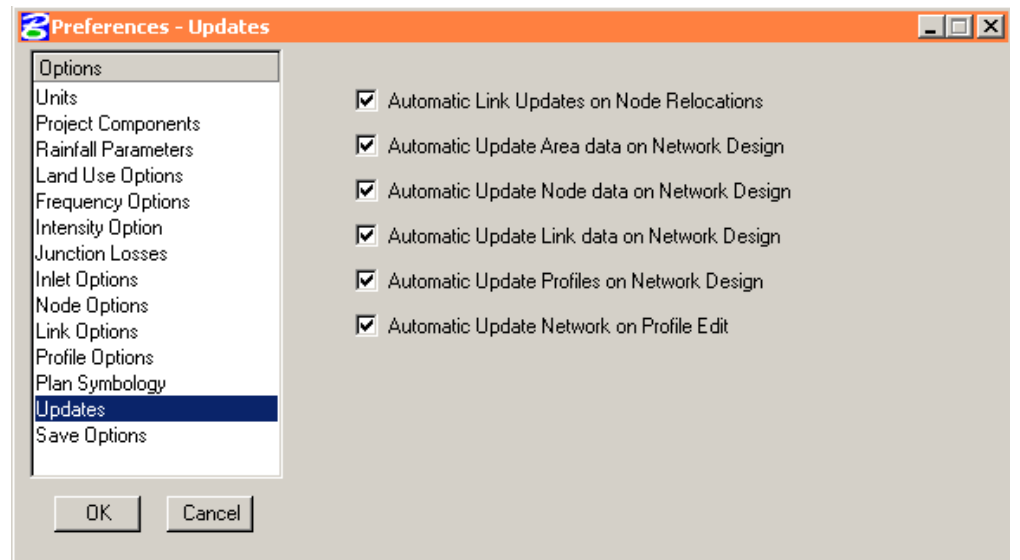 Preferences - Updates
Options
Units
Project Components
Rainfall Parameters
Land Use Options
Frequency Options
Intensity Option
Junction Losses
Inlet Options
Node Options
Link Options
Profile Options
Plan Symbology
Updates
Save Options
Automatic Link Updates on Node Relocations
Automatic Update Area data on Network Design
Automatic Update Node data on Network Design
Automatic Update Link data on Network Design
Automatic Update Profiles on Network Design
Automatic Update Network on Profile Edit
OK
Cancel